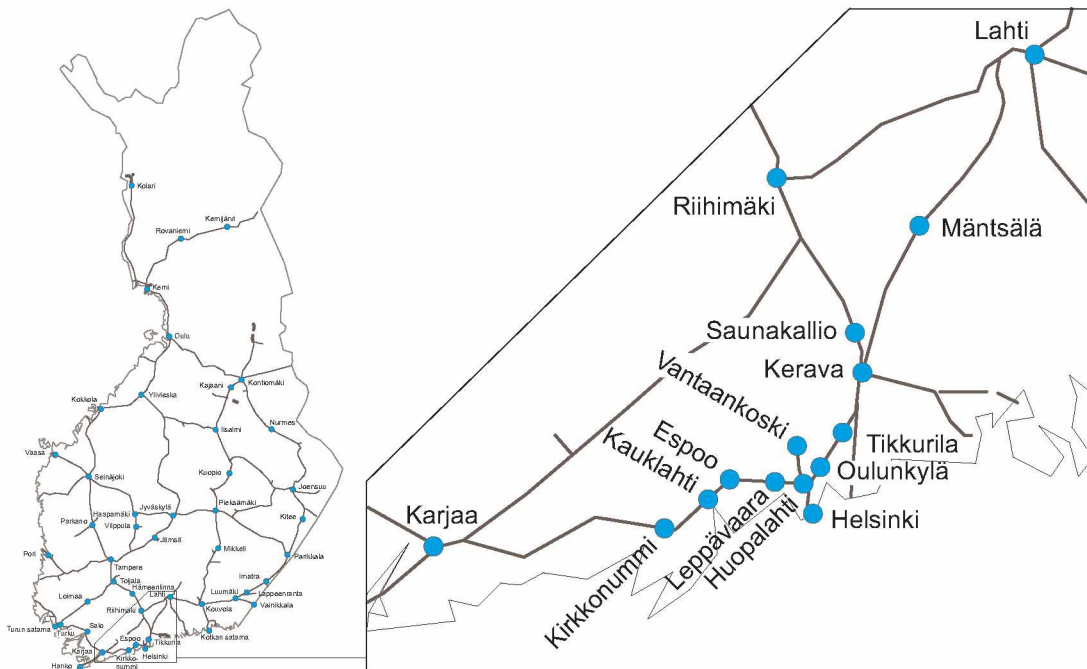 Kolari
Kemijärvi
Rovaniemi
Kemi
Oulu
Kontiomäki
Kajaani
Ylivieska
Kokkola
Iisalmi
Nurmes
Vaasa
Seinäjoki
Kuopio
Joensuu
Haapamäki
Jyväskylä
Pieksämäki
Vilppula
Kitee
Parkano
Jämsä
Mikkeli
Pori
Parikkala
Tampere
Toijala
Imatra
Hämeenlinna
Loimaa
Lahti
Luumäki
Lappeenranta
Riihimäki
Kouvola
Vainikkala
Turun satama
Turku
Salo
Kotkan satama
Espoo
Tikkurila
Karjaa
Kirkko-
nummi
Helsinki
Hanko
Lahti
Riihimäki
Mäntsälä
Saunakallio
Kerava
Vantaankoski
Espoo
Kauklahti
Tikkurila
Oulunkylä
Karjaa
Helsinki
Kirkkonummi
Leppävaara
Huopalahti